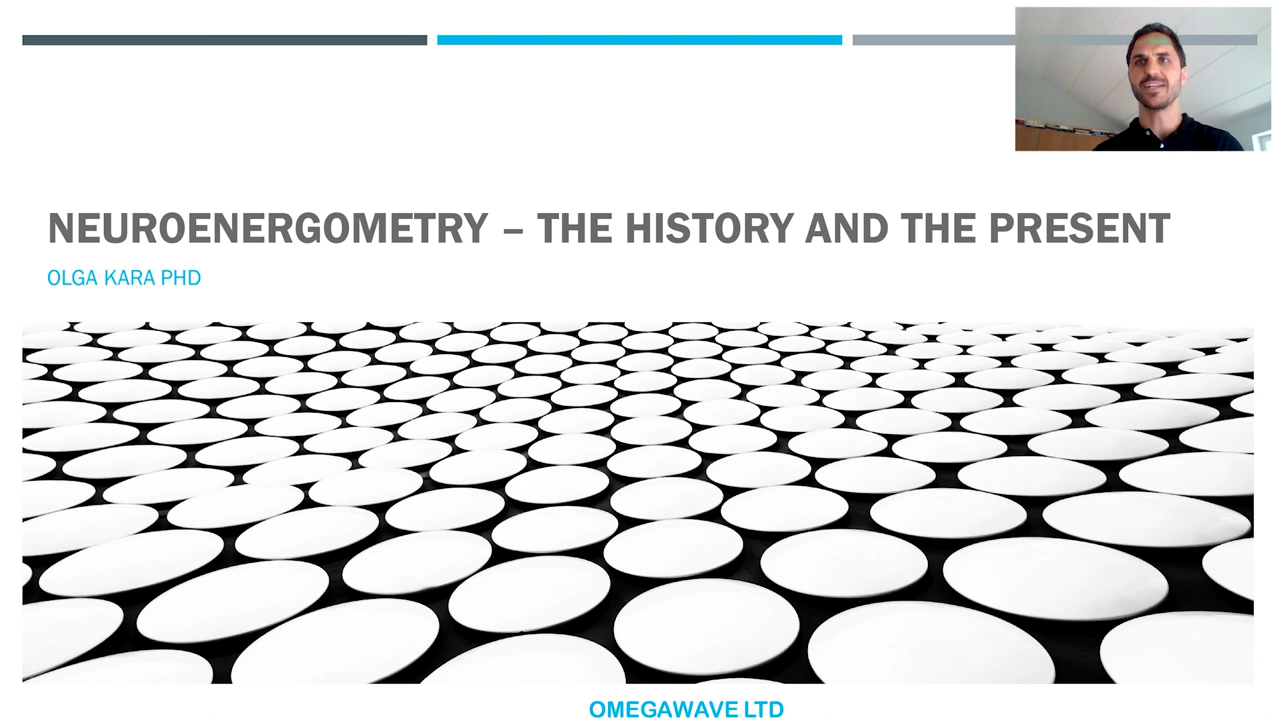 NEUROENERGOMETRY – THE HISTORY AND THE PRESENT
OLGA KARA PHD
OMEGAWAVE LTD